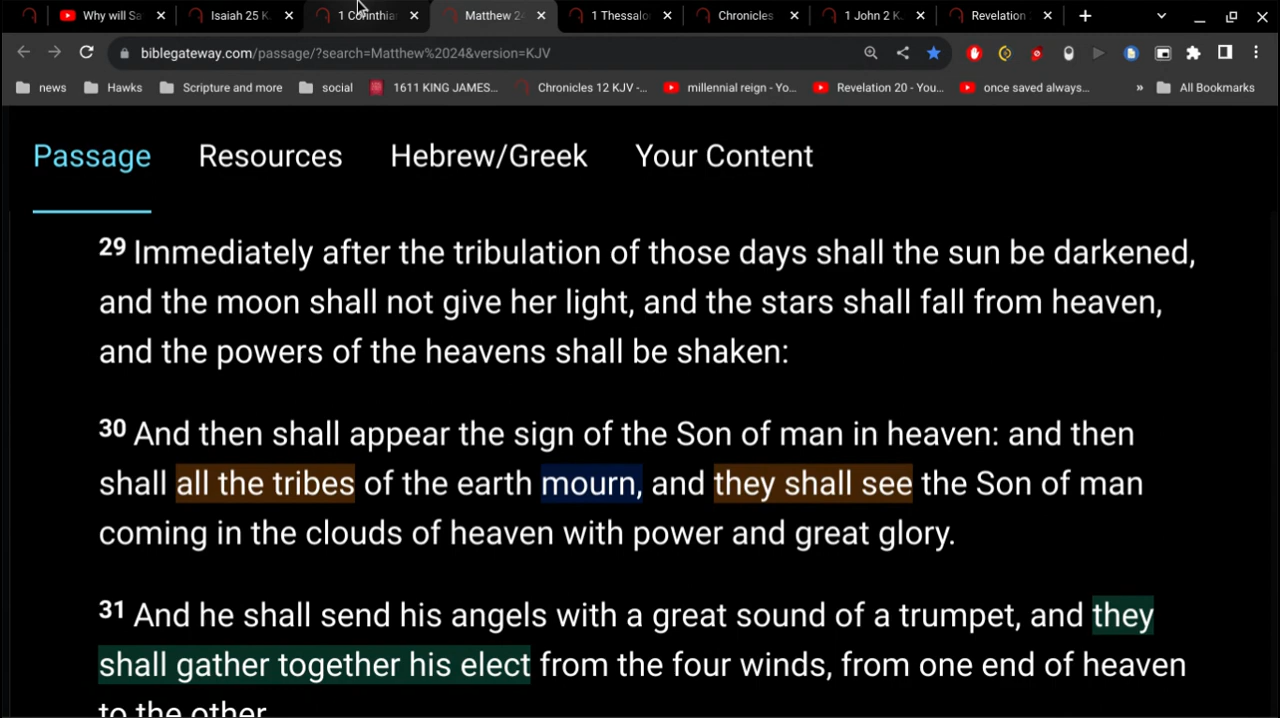 Why will Sa
Isaiah 25 K
1 Corinthia
Matthew 24
1 Thessalo
Chronicles
1 John 2 K
Revelation
biblegateway.com/passage/?search=Matthew%2024&version=KJV
news
Hawks
Scripture and more
social
1611 KING JAMES...
Chronicles 12 KJV -...
millennial reign - Yo...
Revelation 20 - You...
once saved always...
»
All Bookmarks
Passage
Resources
Hebrew/Greek
Your Content
29 Immediately after the tribulation of those days shall the sun be darkened,
and the moon shall not give her light, and the stars shall fall from heaven,
and the powers of the heavens shall be shaken:
30 And then shall appear the sign of the Son of man in heaven: and then
shall all the tribes of the earth mourn, and they shall see the Son of man
coming in the clouds of heaven with power and great glory.
31 And he shall send his angels with a great sound of a trumpet, and they
shall gather together his elect from the four winds, from one end of heaven
to the other